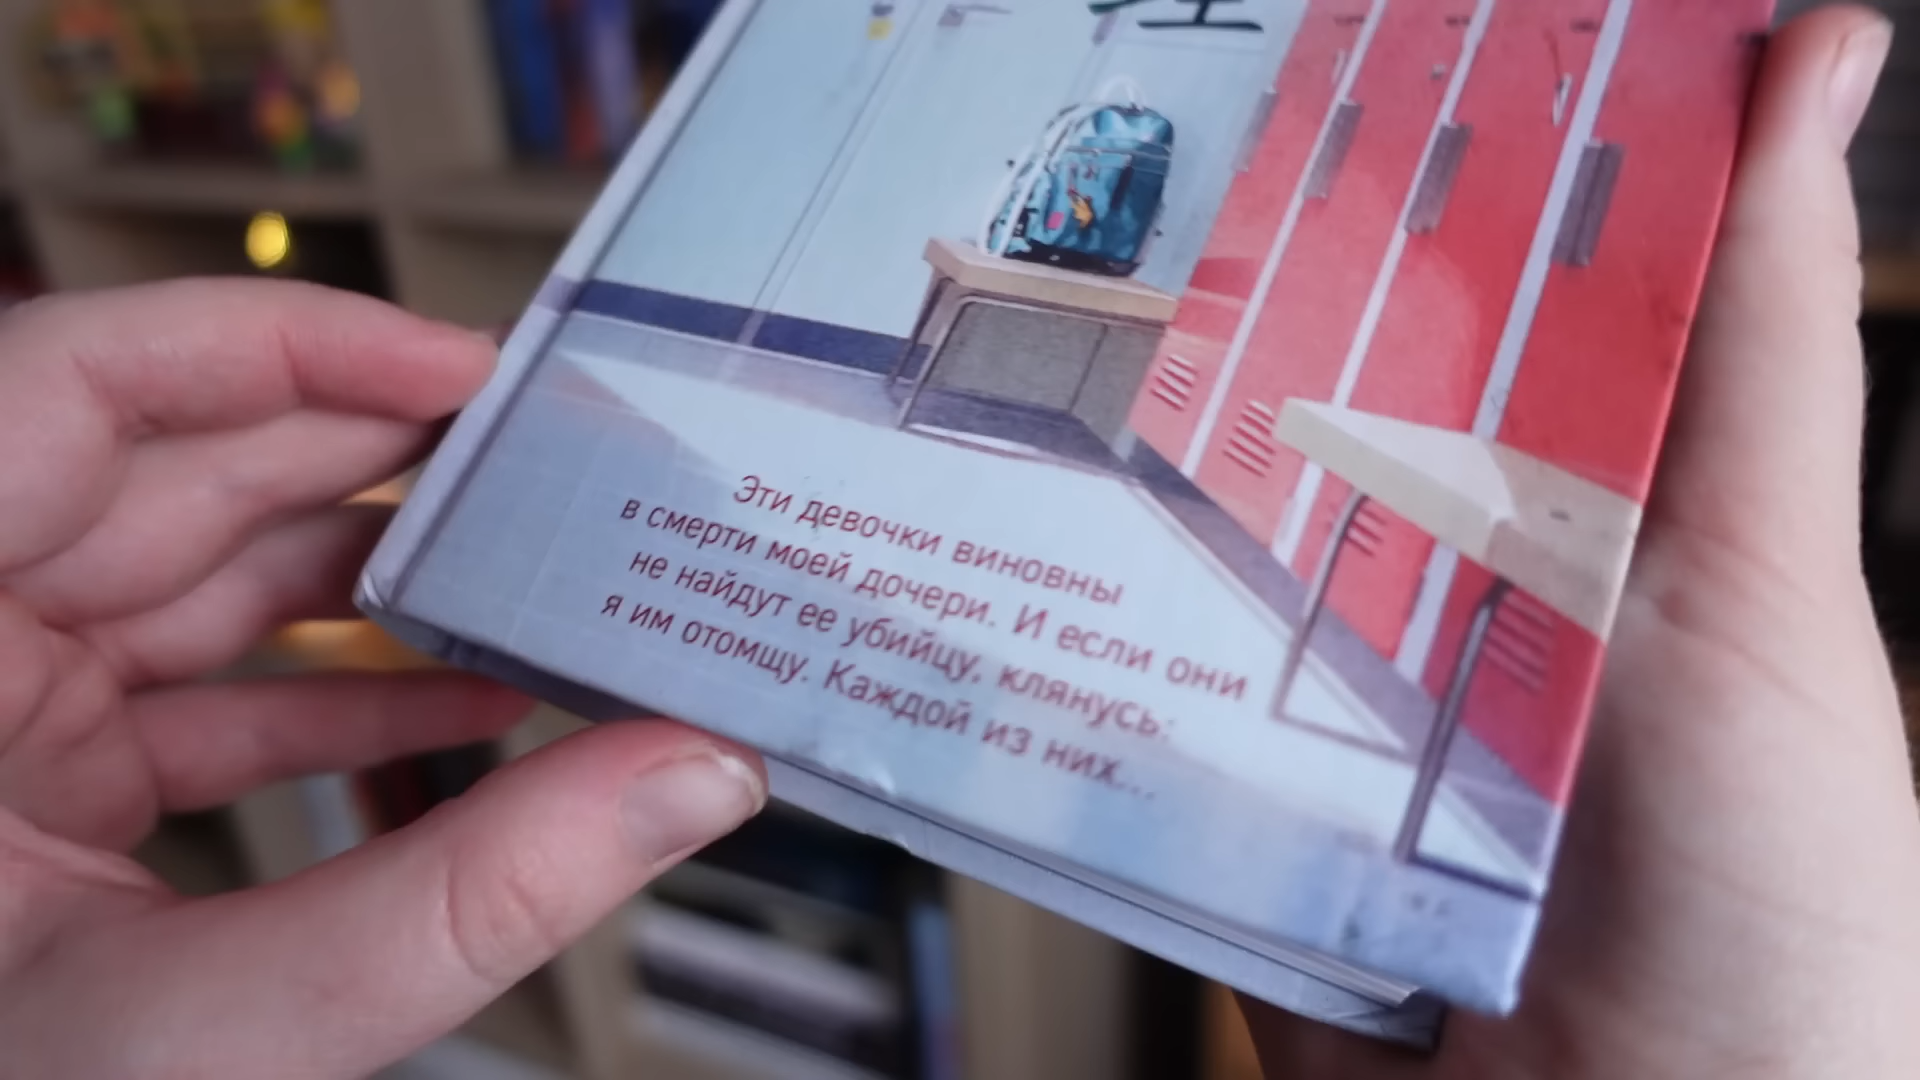 Эти девочки виновны
в смерти моей дочери. И если они
не найдут ее убийцу, клянусь:
я им отомщу. Каждой из них...